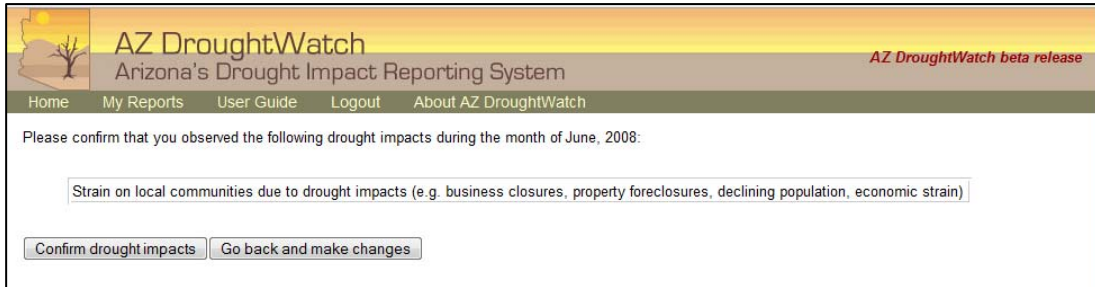 AZ DroughtWatch
Arizona's Drought Impact Reporting System
AZ DroughtWatch beta release
Home My Reports User Guide Logout About AZ DroughtWatch
Please confirm that you observed the following drought impacts during the month of June, 2008:
Strain on local communities due to drought impacts (e.g. business closures, property foreclosures, declining population, economic strain)
Confirm drought impacts Go back and make changes